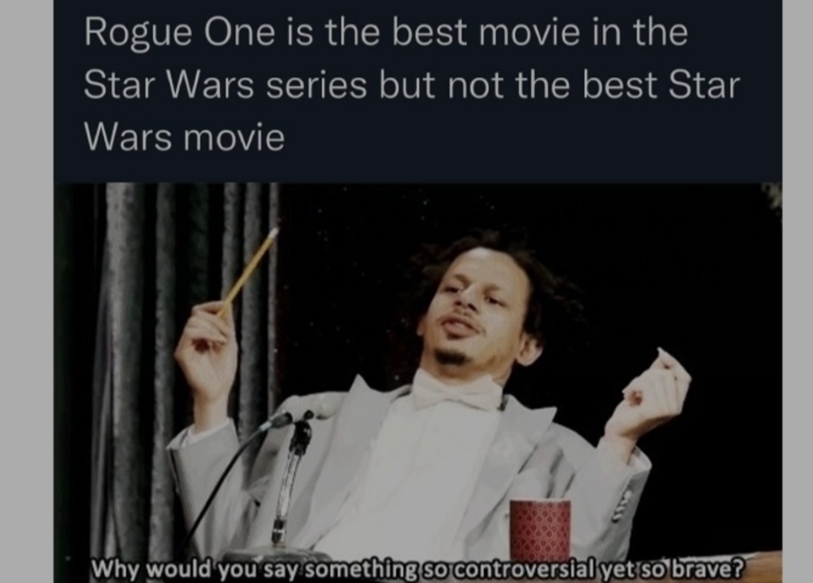 Rogue One is the best movie in the
Star Wars series but not the best Star
Wars movie
Why would you say something so controversial yet so brave?